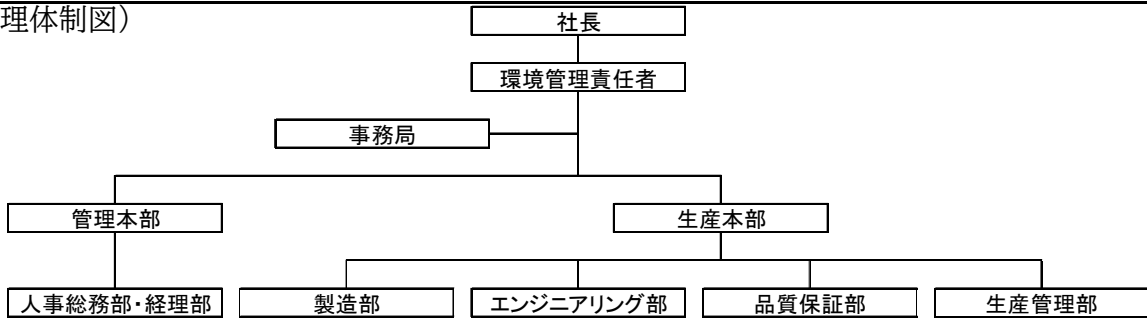 理体制図）
社長
環境管理責任者
事務局
管理本部
生産本部
人事総務部・経理部
製造部
エンジニアリング部
品質保証部
生産管理部